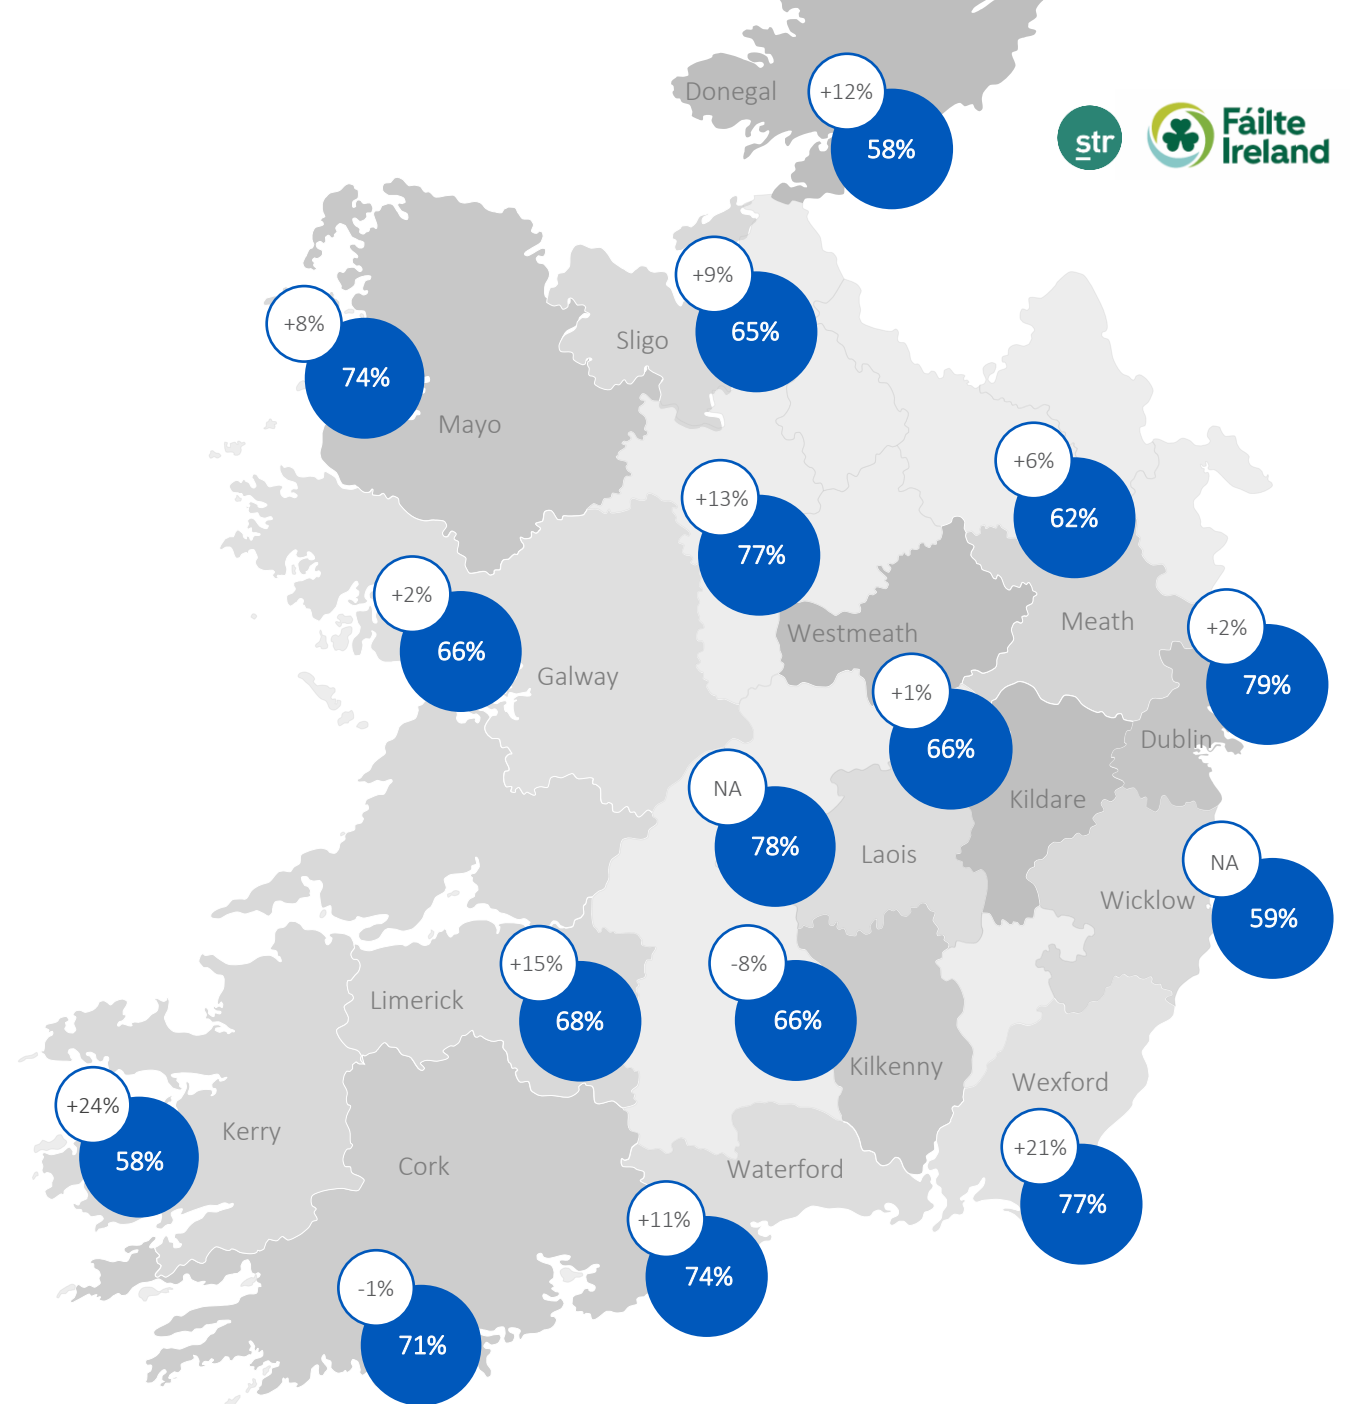 Donegal
+12%
58%
str
Fáilte
Ireland
+9%
65%
Sligo
+8%
74%
Mayo
+6%
62%
Meath
+13%
77%
Westmeath
+2%
66%
Galway
+2%
79%
Dublin
+1%
66%
Kildare
NA
78%
Laois
NA
59%
Wicklow
+15%
68%
Limerick
-8%
66%
Kilkenny
+24%
58%
Kerry
Cork
-1%
71%
Waterford
+11%
74%
Wexford
+21%
77%